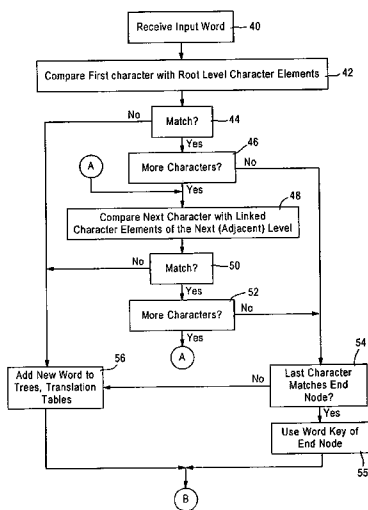 Receive Input Word
40
Compare First character with Root Level Character Elements
42
No
Match?
44
Yes
46
A
More Characters?
No
Yes
48
Compare Next Character with Linked
Character Elements of the Next (Adjacent) Level
No
Match?
50
Yes
52
More Characters?
No
Yes
A
54
56
Add New Word to
Trees, Translation
Tables
No
Last Character
Matches End
Node?
Yes
Use Word Key of
End Node
55
B